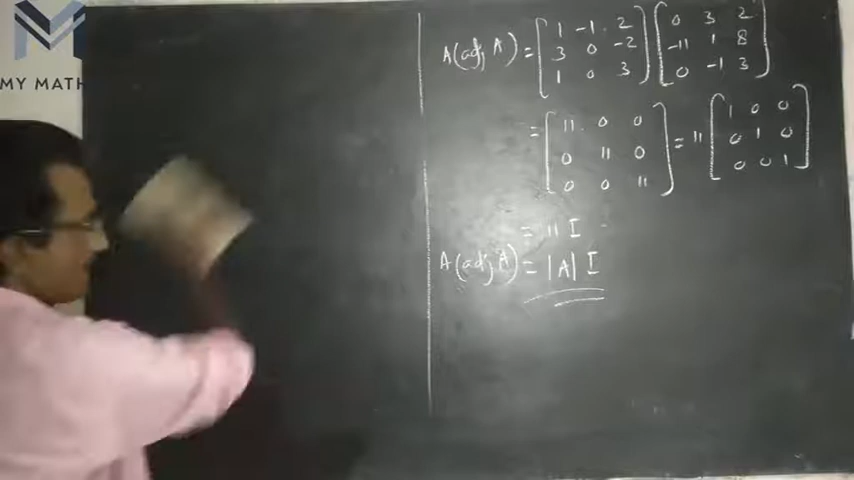 MY MATH
A(adj A) = [1 -1 2; 3 0 -2; 1 0 3] [0 3 2; -11 1 8; 0 -1 3]
= [11 0 0; 0 11 0; 0 0 11] = 11 [1 0 0; 0 1 0; 0 0 1]
= 11 I
A(adj A) = |A| I